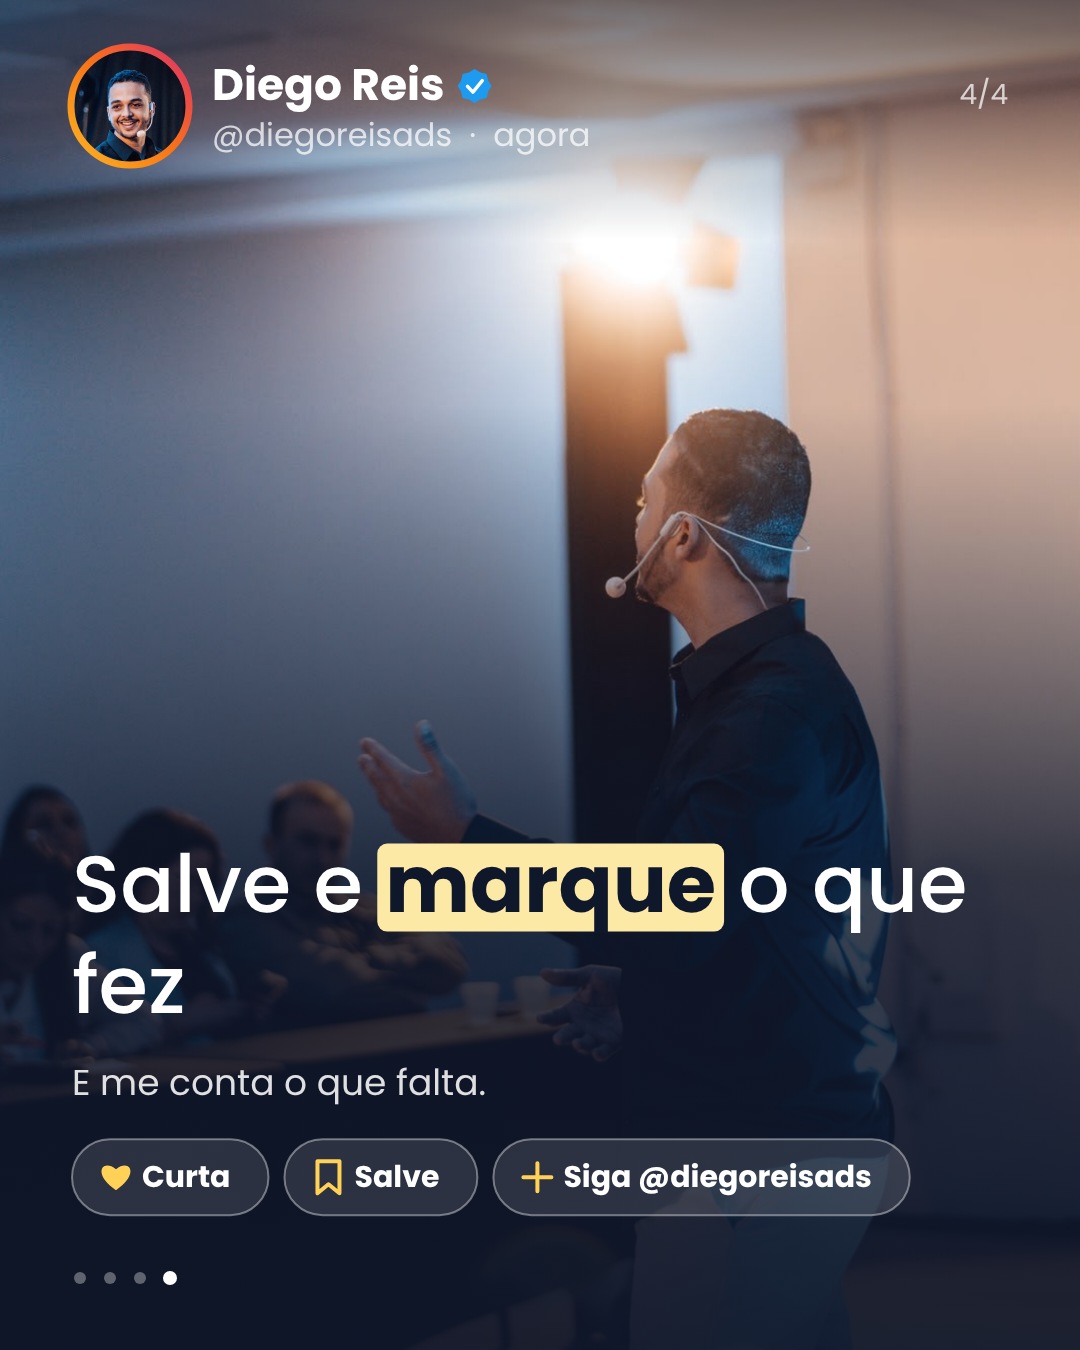 Diego Reis
@diegoreisads · agora
4/4
Salve e marque o que
fez
E me conta o que falta.
Curta
Salve
Siga @diegoreisads